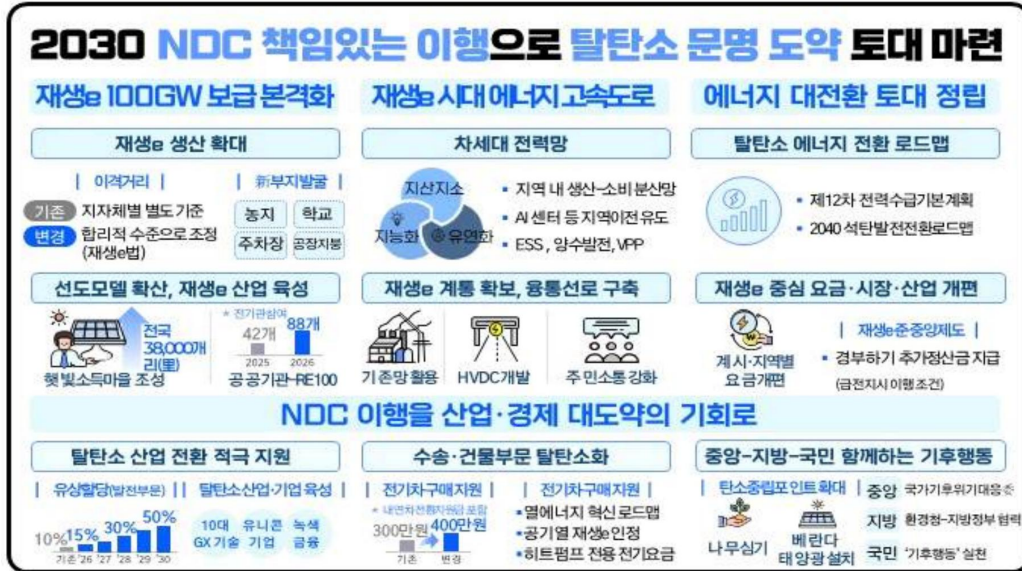 2030 NDC 책임있는 이행으로 탈탄소 문명 도약 토대 마련
재생e 100GW 보급 본격화
재생e 생산 확대
이격거리
기존 지자체별 별도 기준
변경 합리적 수준으로 조정
(재생e법)
新부지발굴
농지 학교
주차장 공장지붕
선도모델 확산, 재생e 산업 육성
전국
38,000개
리(里)
햇빛소득마을 조성
* 전기관참여
42개 88개
2025 2026
공공기관-RE100
재생e 시대 에너지 고속도로
차세대 전력망
지산지소
지능화 유연화
▪ 지역 내 생산-소비 분산망
▪ AI 센터 등 지역이전 유도
▪ ESS, 양수발전, VPP
재생e 계통 확보, 융통선로 구축
기존망 활용 HVDC 개발 주민소통 강화
에너지 대전환 토대 정립
탈탄소 에너지 전환 로드맵
▪ 제12차 전력수급기본계획
▪ 2040 석탄발전전환로드맵
재생e 중심 요금·시장·산업 개편
계시·지역별
요금개편
재생e준중앙제도
▪ 경부하기 추가정산금 지급
(급전지시 이행 조건)
NDC 이행을 산업·경제 대도약의 기회로
탈탄소 산업 전환 적극 지원
유상할당(발전부문)
10% 15% 30% 50%
기존 '26 '27 '28 '29 '30
탈탄소산업·기업 육성
10대 유니콘 녹색
GX 기술 기업 금융
수송·건물부문 탈탄소화
전기차구매지원
* 내연차 전환지원금 포함
300만원 400만원
기존 변경
전기차구매지원
▪ 열에너지 혁신 로드맵
▪ 공기열 재생e 인정
▪ 히트펌프 전용 전기요금
중앙-지방-국민 함께하는 기후행동
탄소중립포인트 확대
나무심기
베란다
태양광 설치
중앙 국가기후위기대응
지방 환경청-지방정부 협력
국민 '기후행동' 실천